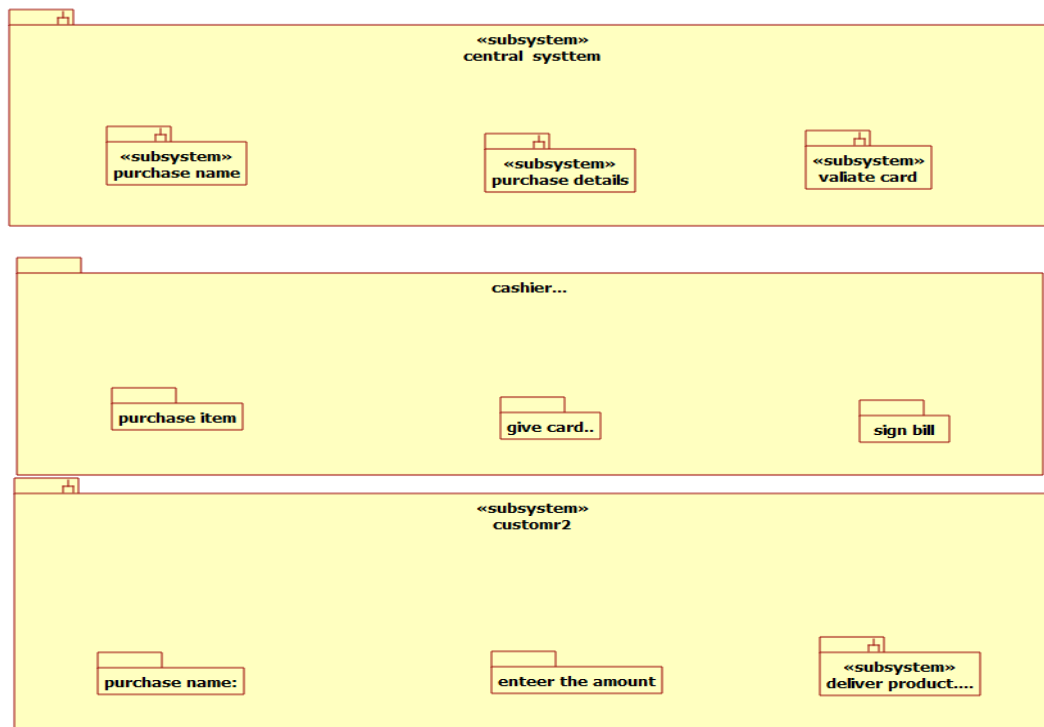 «subsystem»
central systtem
«subsystem»
purchase name
«subsystem»
purchase details
«subsystem»
valiate card
cashier...
purchase item
give card..
sign bill
«subsystem»
customr2
purchase name:
enteer the amount
«subsystem»
deliver product....